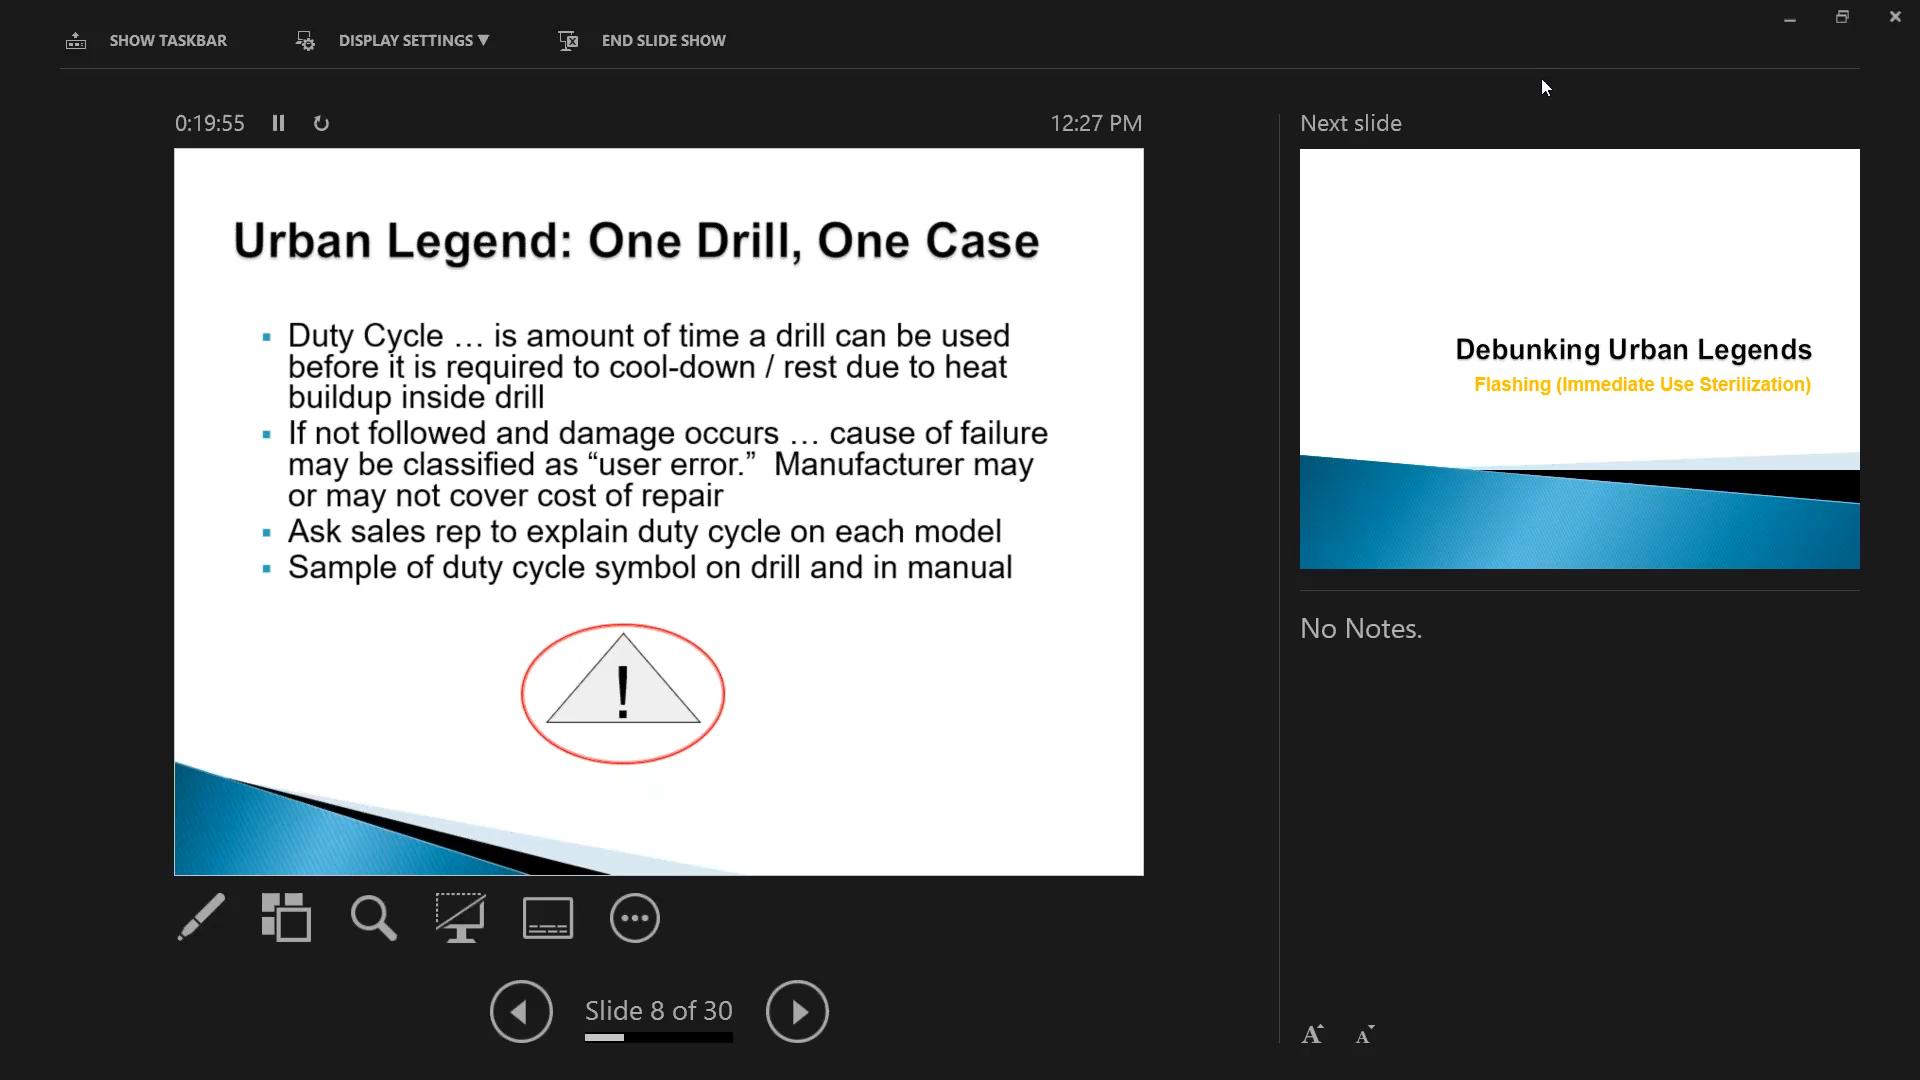 SHOW TASKBAR
DISPLAY SETTINGS ▼
END SLIDE SHOW
0:19:55
12:27 PM
Urban Legend: One Drill, One Case
▪ Duty Cycle … is amount of time a drill can be used
before it is required to cool-down / rest due to heat
buildup inside drill
▪ If not followed and damage occurs … cause of failure
may be classified as “user error.”  Manufacturer may
or may not cover cost of repair
▪ Ask sales rep to explain duty cycle on each model
▪ Sample of duty cycle symbol on drill and in manual
!
Slide 8 of 30
Next slide
Debunking Urban Legends
Flashing (Immediate Use Sterilization)
No Notes.
A A